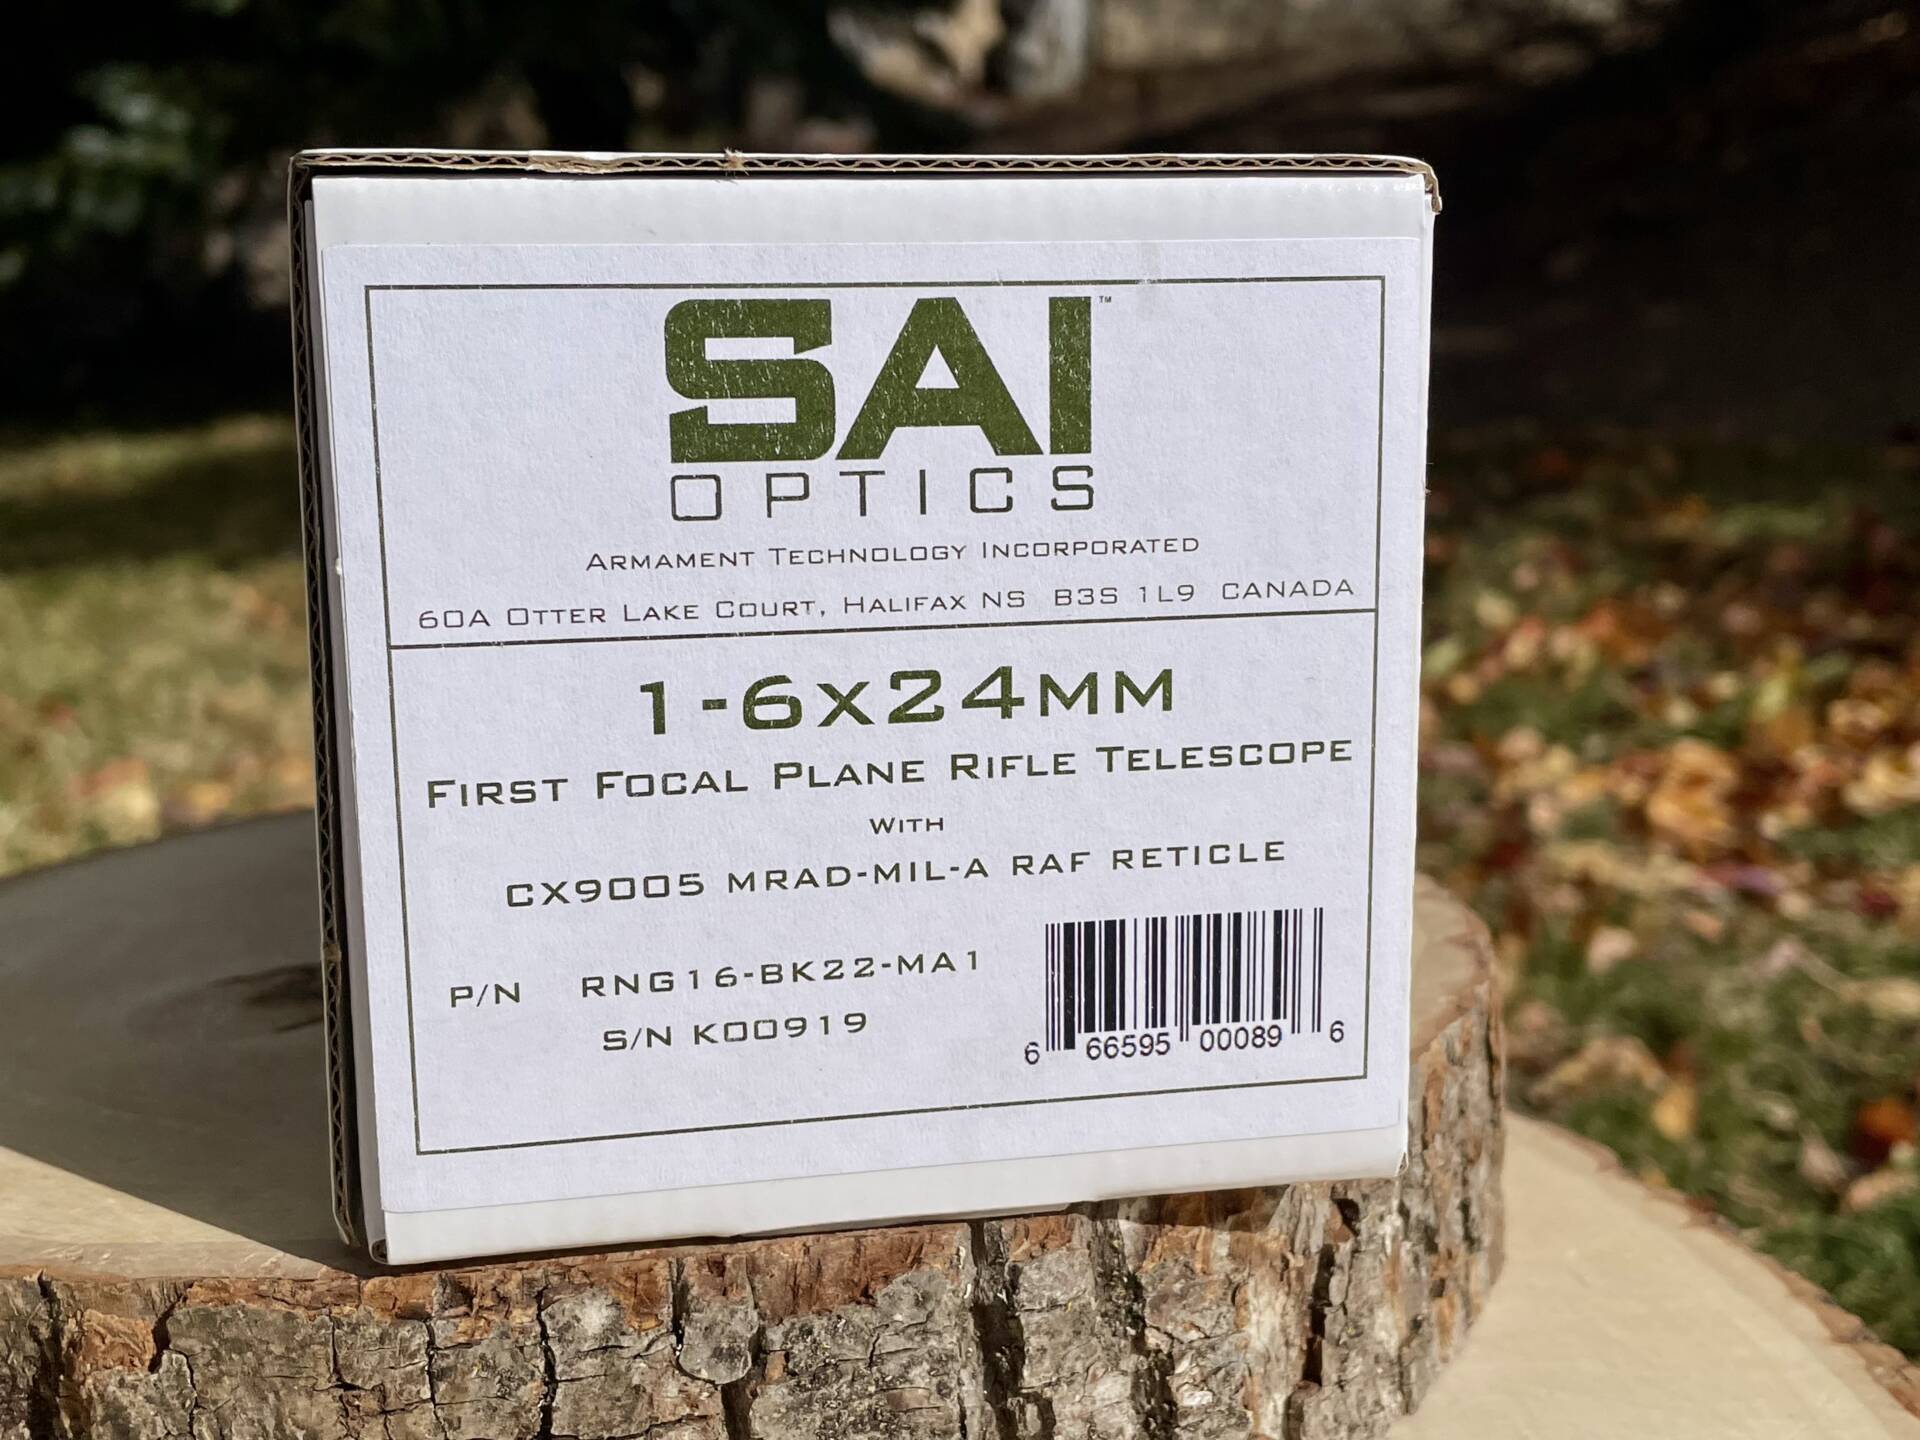 SAI™
OPTICS
ARMAMENT TECHNOLOGY INCORPORATED
60A OTTER LAKE COURT, HALIFAX NS B3S 1L9 CANADA
1-6X24MM
FIRST FOCAL PLANE RIFLE TELESCOPE
WITH
CX9005 MRAD-MIL-A RAF RETICLE
P/N RNG16-BK22-MA1
S/N K00919
6 66595 00089 6